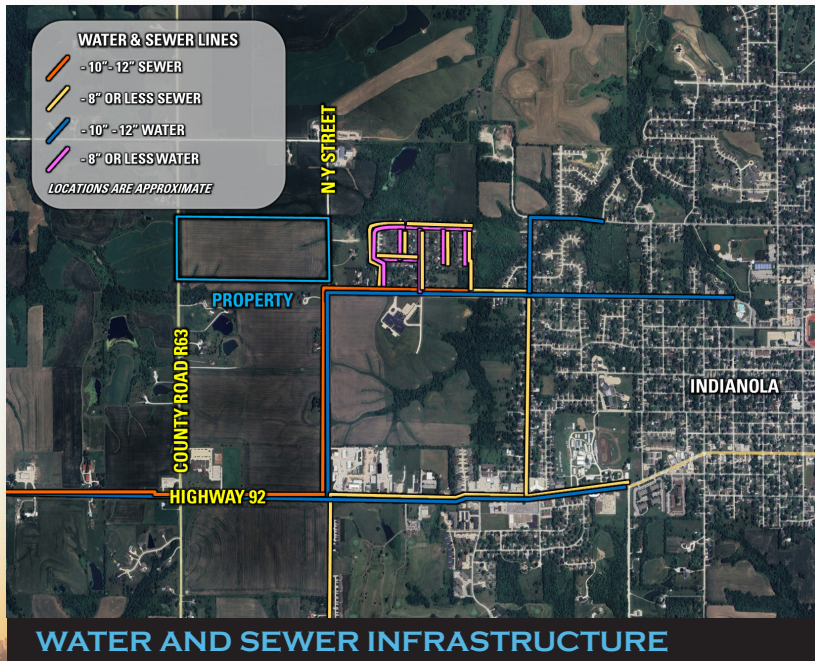 WATER & SEWER LINES
- 10”- 12” SEWER
- 8” OR LESS SEWER
- 10” - 12” WATER
- 8” OR LESS WATER
LOCATIONS ARE APPROXIMATE
N Y STREET
PROPERTY
COUNTY ROAD R63
INDIANOLA
HIGHWAY 92
WATER AND SEWER INFRASTRUCTURE